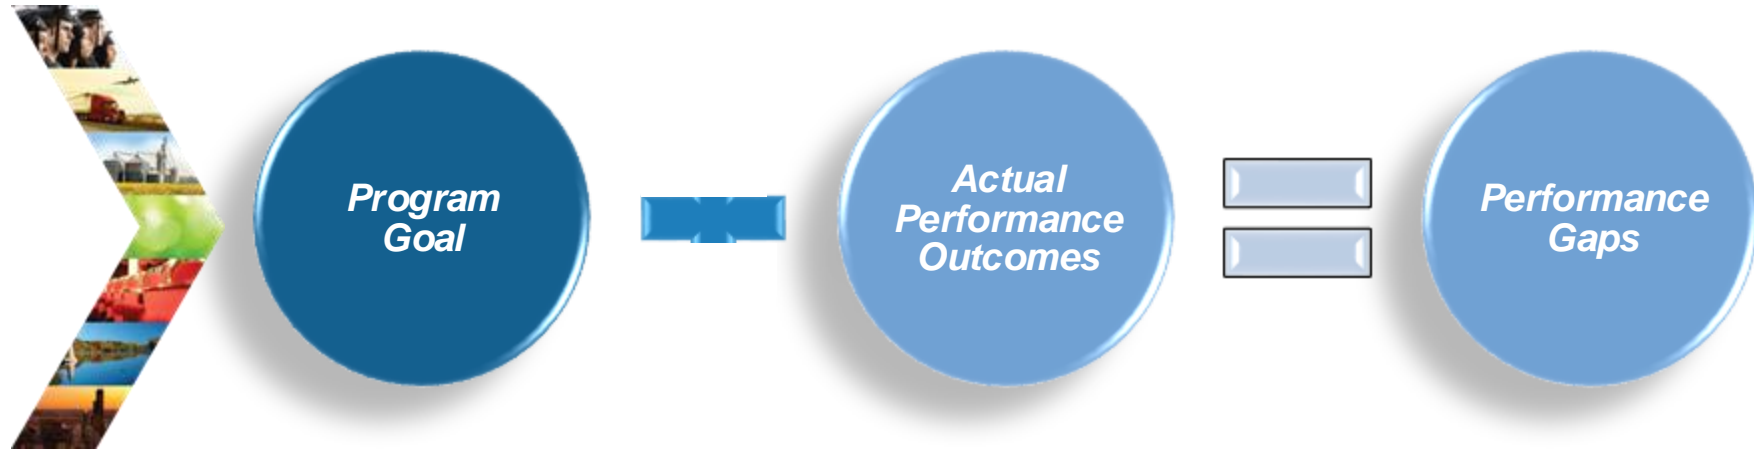 Program
Goal
Actual
Performance
Outcomes
Performance
Gaps